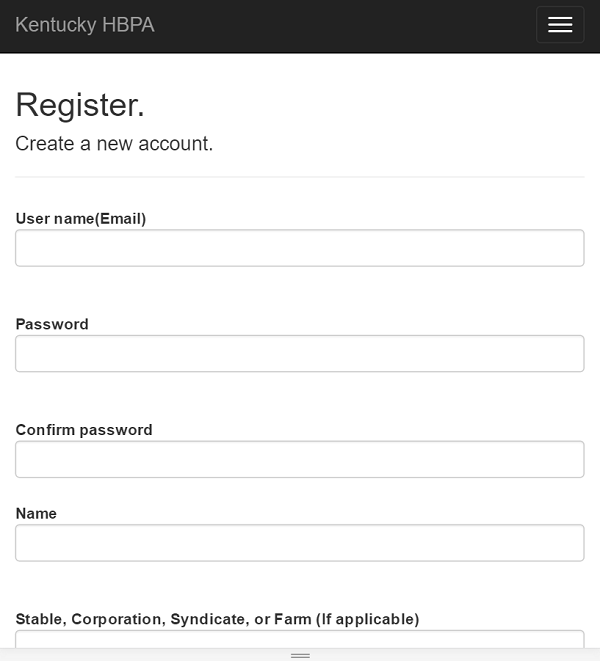 Kentucky HBPA
Register.
Create a new account.
User name(Email)
Password
Confirm password
Name
Stable, Corporation, Syndicate, or Farm (If applicable)